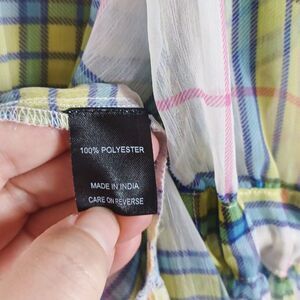 100% POLYESTER
MADE IN INDIA
CARE ON REVERSE